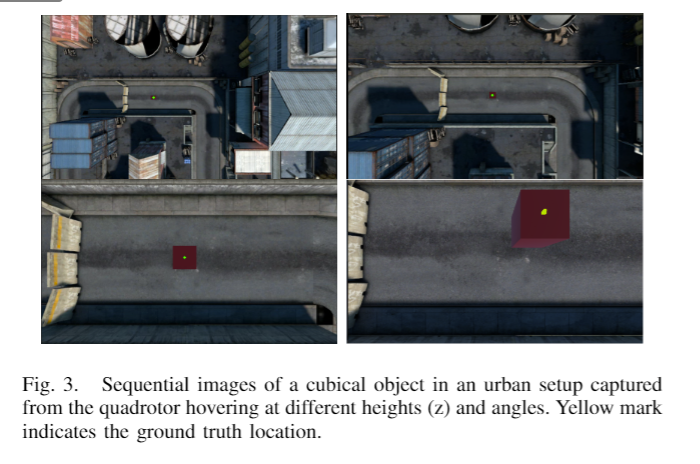 Fig. 3. Sequential images of a cubical object in an urban setup captured
from the quadrotor hovering at different heights (z) and angles. Yellow mark
indicates the ground truth location.